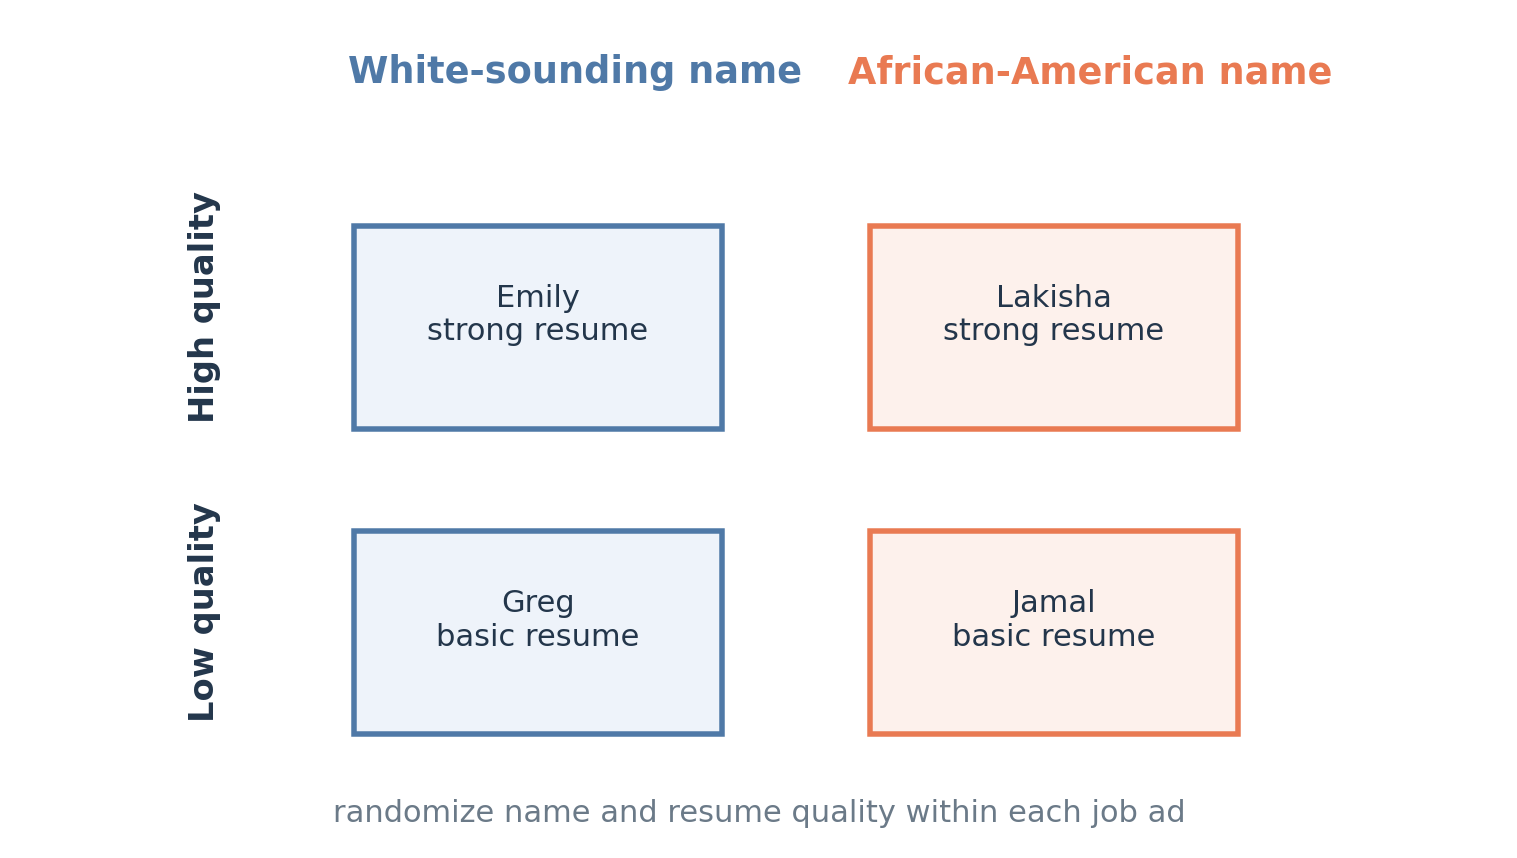 White-sounding name
African-American name
High quality
Emily
strong resume
Lakisha
strong resume
Low quality
Greg
basic resume
Jamal
basic resume
randomize name and resume quality within each job ad